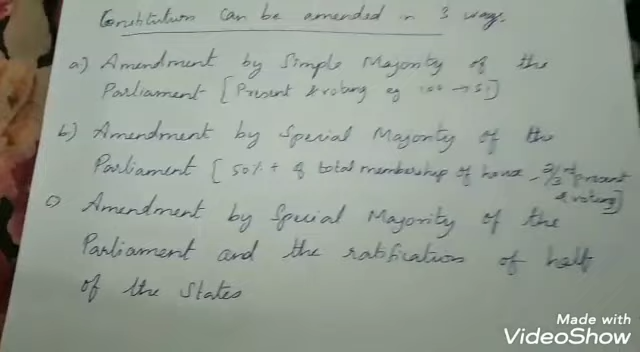 Constitution can be amended in 3 ways.
a) Amendment by Simple Majority of the
Parliament [Present & voting eg 100 → 51]
b) Amendment by Special Majority of the
Parliament [50% + of total membership of house - 2/3 of present
& voting]
c) Amendment by Special Majority of the
Parliament and the ratification of half
of the States
Made with
VideoShow